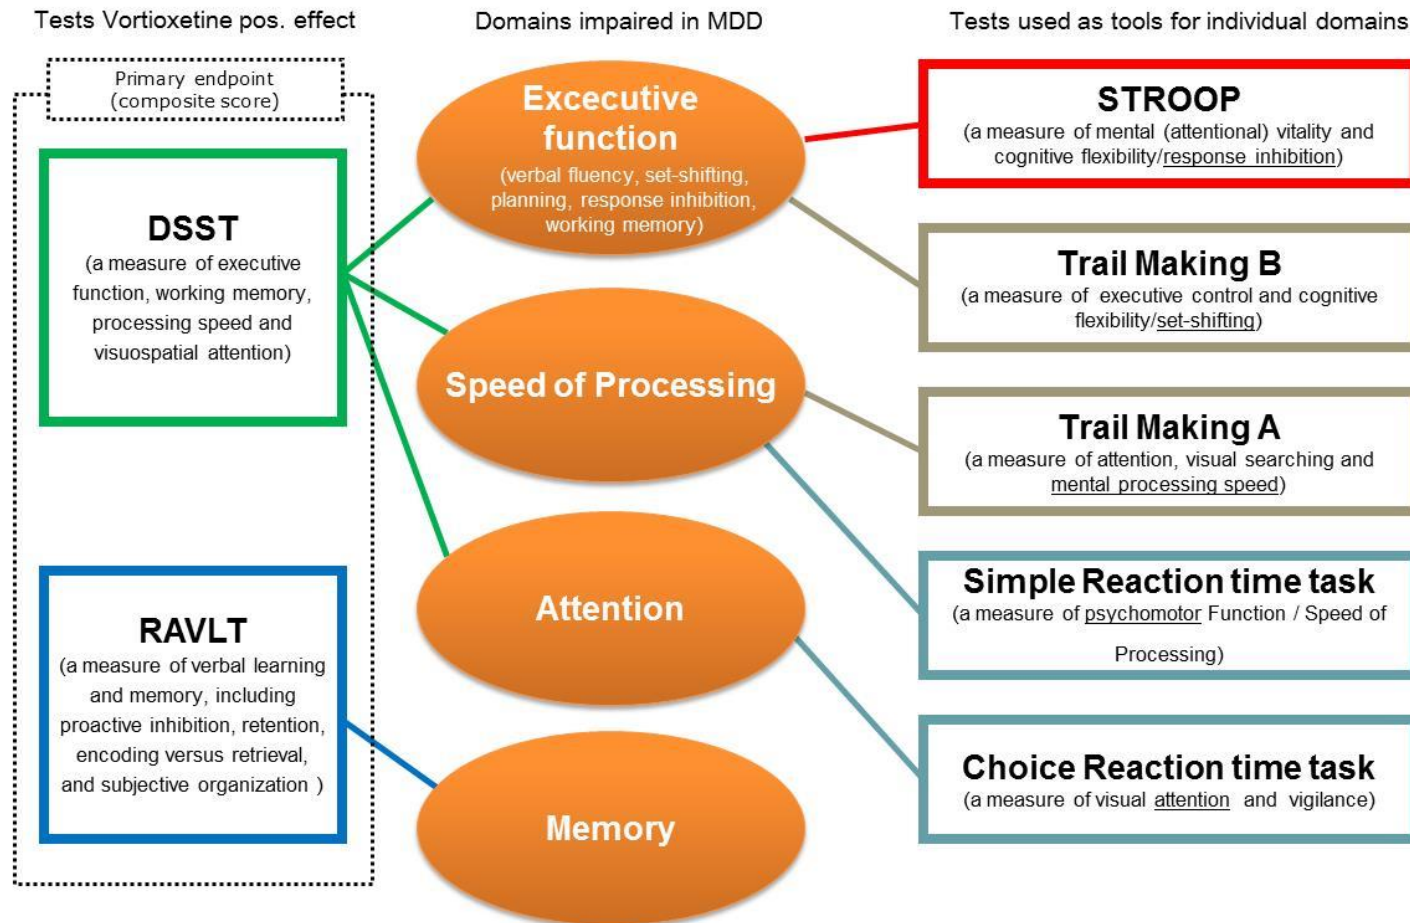 Tests Vortioxetine pos. effect
Domains impaired in MDD
Tests used as tools for individual domains
Primary endpoint
(composite score)
DSST
(a measure of executive
function, working memory,
processing speed and
visuospatial attention)
RAVLT
(a measure of verbal learning
and memory, including
proactive inhibition, retention,
encoding versus retrieval,
and subjective organization )
Excecutive
function
(verbal fluency, set-shifting,
planning, response inhibition,
working memory)
Speed of Processing
Attention
Memory
STROOP
(a measure of mental (attentional) vitality and
cognitive flexibility/response inhibition)
Trail Making B
(a measure of executive control and cognitive
flexibility/set-shifting)
Trail Making A
(a measure of attention, visual searching and
mental processing speed)
Simple Reaction time task
(a measure of psychomotor Function / Speed of
Processing)
Choice Reaction time task
(a measure of visual attention and vigilance)